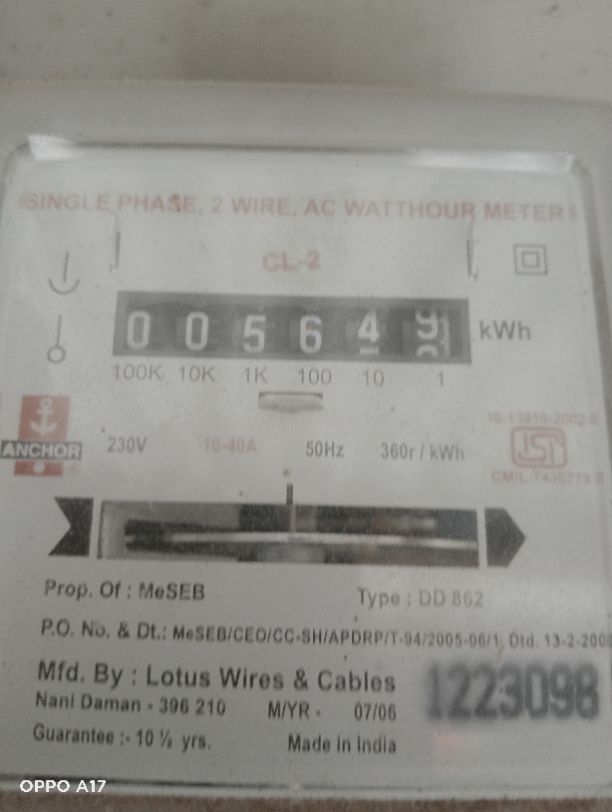 SINGLE PHASE, 2 WIRE, AC WATTHOUR METER
CL-2
0 0 5 6 4 9 kWh
100K 10K 1K 100 10 1
ANCHOR
230V 10-40A 50Hz 360r / kWh
Prop. Of : MeSEB Type : DD 862
P.O. No. & Dt.: MeSEB/CEO/CC-SH/APDRP/T-94/2005-06/1, Dtd. 13-2-200
Mfd. By : Lotus Wires & Cables
Nani Daman - 396 210 M/YR - 07/06
Guarantee :- 10 ½ yrs. Made in India
1223098
OPPO A17